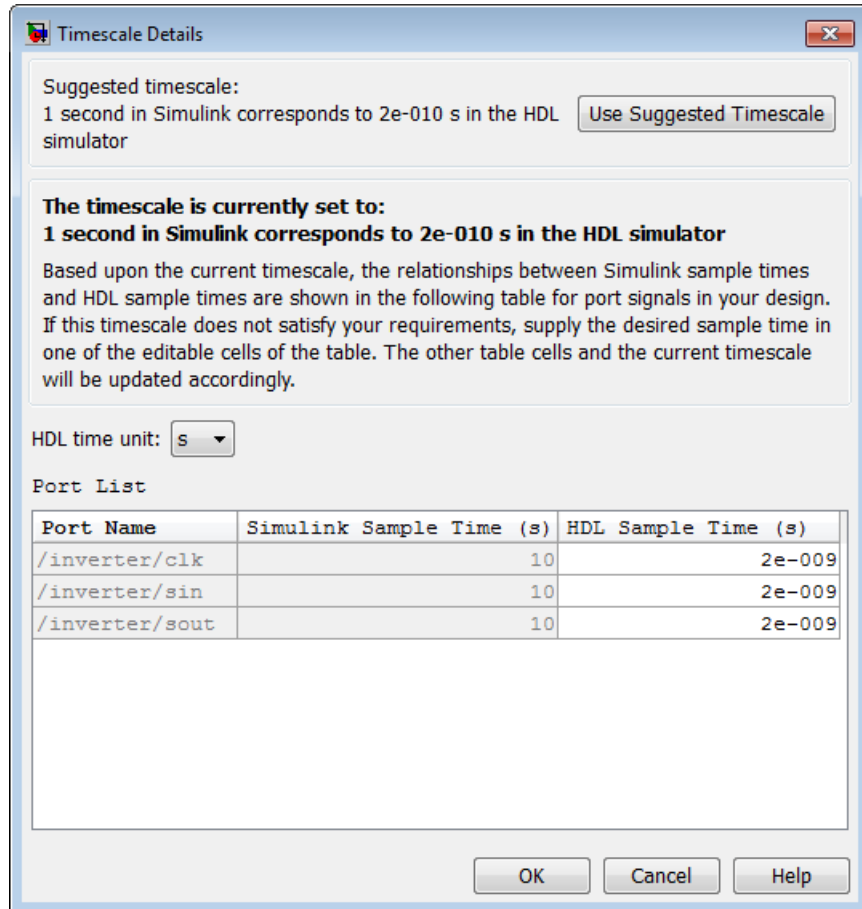 Timescale Details
Suggested timescale:
1 second in Simulink corresponds to 2e-010 s in the HDL
simulator
Use Suggested Timescale
The timescale is currently set to:
1 second in Simulink corresponds to 2e-010 s in the HDL simulator
Based upon the current timescale, the relationships between Simulink sample times
and HDL sample times are shown in the following table for port signals in your design.
If this timescale does not satisfy your requirements, supply the desired sample time in
one of the editable cells of the table. The other table cells and the current timescale
will be updated accordingly.
HDL time unit: s
Port List
Port Name Simulink Sample Time (s) HDL Sample Time (s)
/inverter/clk 10 2e-009
/inverter/sin 10 2e-009
/inverter/sout 10 2e-009
OK Cancel Help